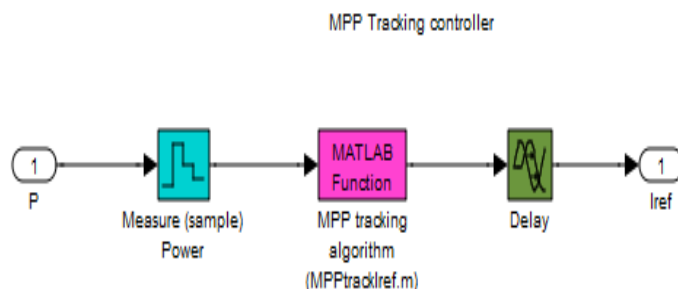 MPP Tracking controller
1
P
Measure (sample)
Power
MATLAB
Function
MPP tracking
algorithm
(MPPtrackIref.m)
Delay
1
Iref